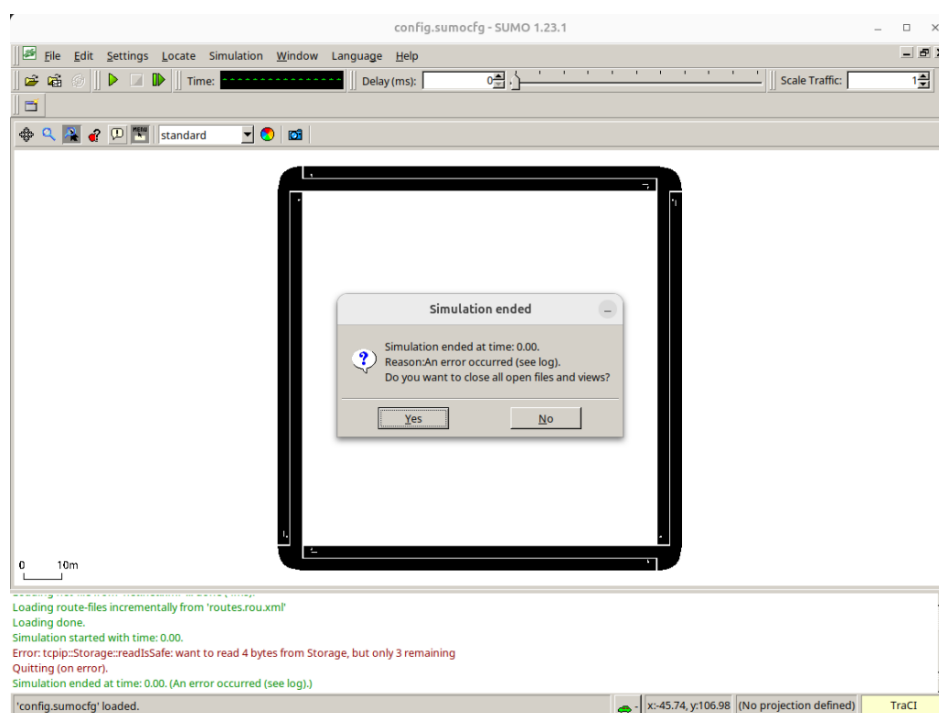 config.sumocfg - SUMO 1.23.1
File Edit Settings Locate Simulation Window Language Help
Time: Delay (ms): 0 Scale Traffic: 1
standard
Simulation ended
Simulation ended at time: 0.00.
Reason:An error occurred (see log).
Do you want to close all open files and views?
Yes No
0 10m
Loading route-files incrementally from 'routes.rou.xml'
Loading done.
Simulation started with time: 0.00.
Error: tcpip::Storage::readIsSafe: want to read 4 bytes from Storage, but only 3 remaining
Quitting (on error).
Simulation ended at time: 0.00. (An error occurred (see log).)
'config.sumocfg' loaded. x:-45.74, y:106.98 (No projection defined) TraCI